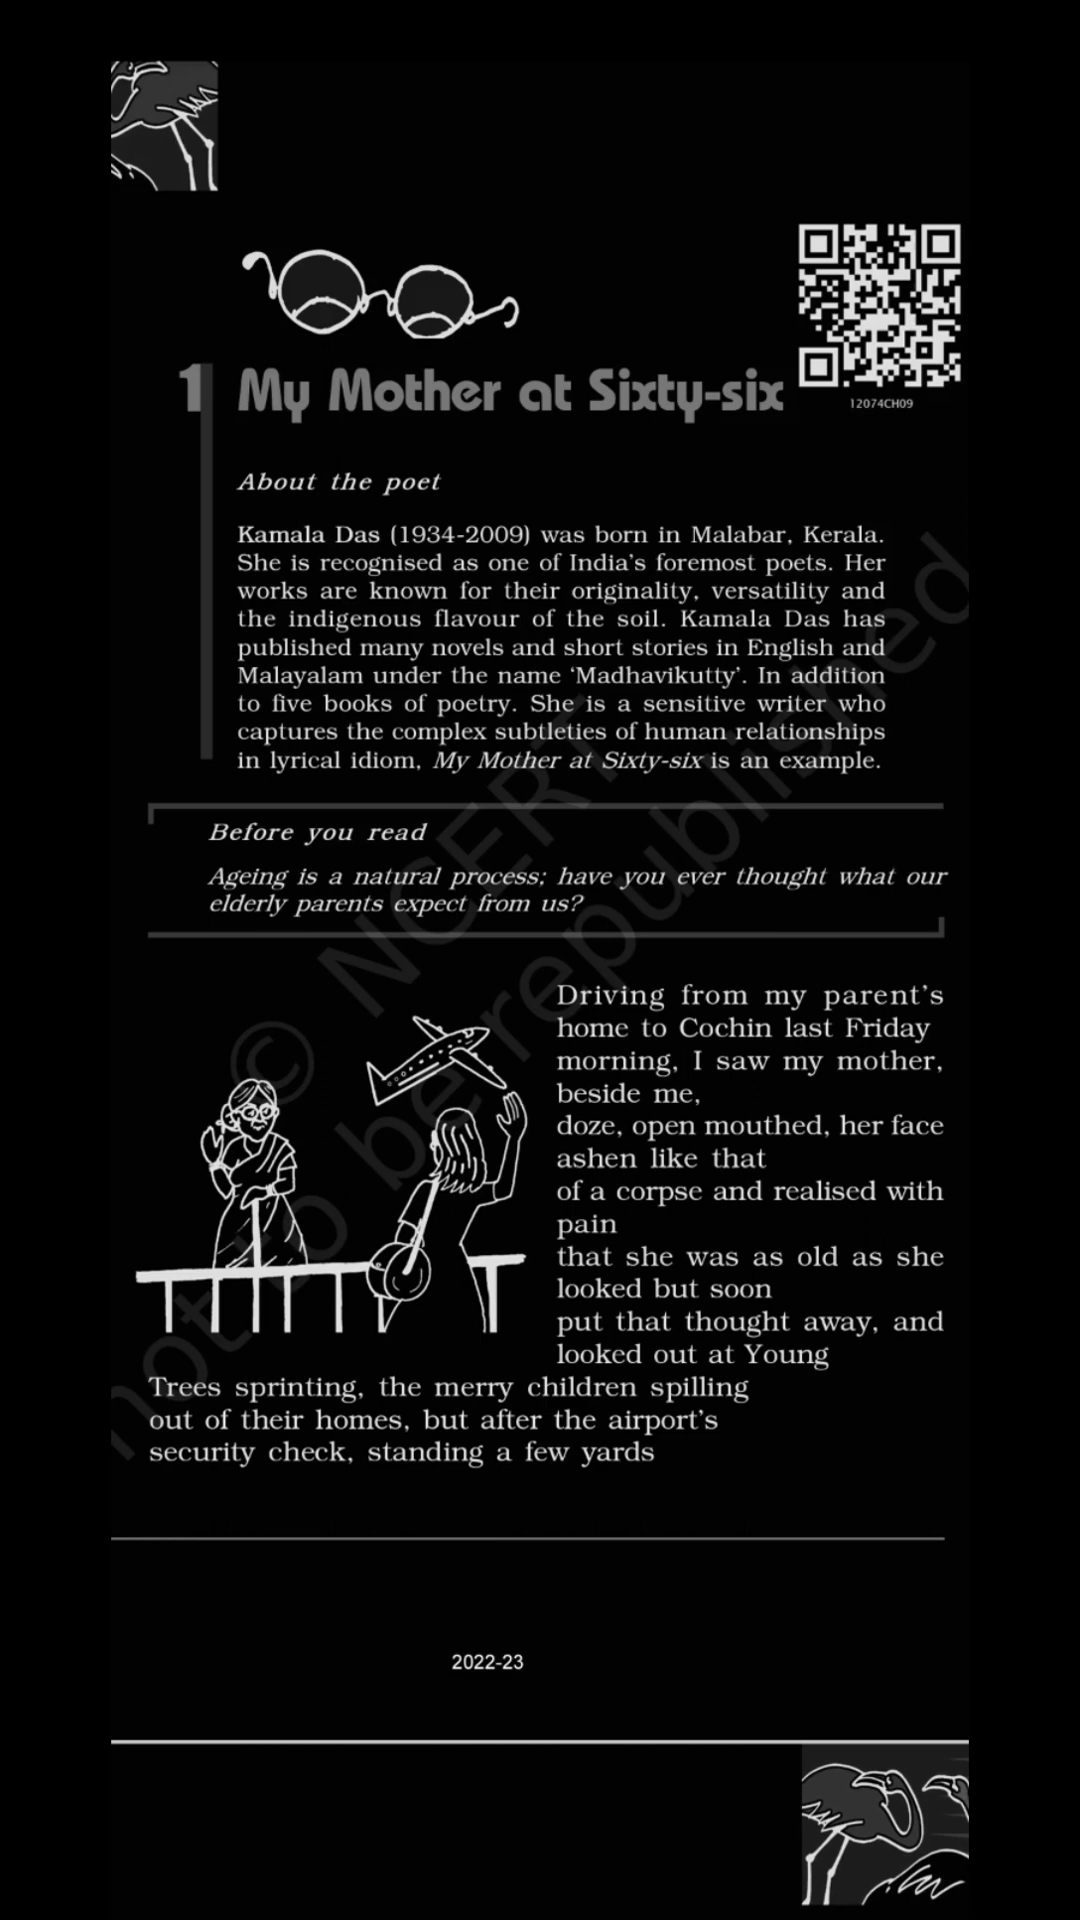 12074CH09
1 My Mother at Sixty-six
About the poet
Kamala Das (1934-2009) was born in Malabar, Kerala.
She is recognised as one of India's foremost poets. Her
works are known for their originality, versatility and
the indigenous flavour of the soil. Kamala Das has
published many novels and short stories in English and
Malayalam under the name ‘Madhavikutty’. In addition
to five books of poetry. She is a sensitive writer who
captures the complex subtleties of human relationships
in lyrical idiom, My Mother at Sixty-six is an example.
Before you read
Ageing is a natural process; have you ever thought what our
elderly parents expect from us?
Driving from my parent's
home to Cochin last Friday
morning, I saw my mother,
beside me,
doze, open mouthed, her face
ashen like that
of a corpse and realised with
pain
that she was as old as she
looked but soon
put that thought away, and
looked out at Young
Trees sprinting, the merry children spilling
out of their homes, but after the airport's
security check, standing a few yards
© NCERT
not to be republished
2022-23